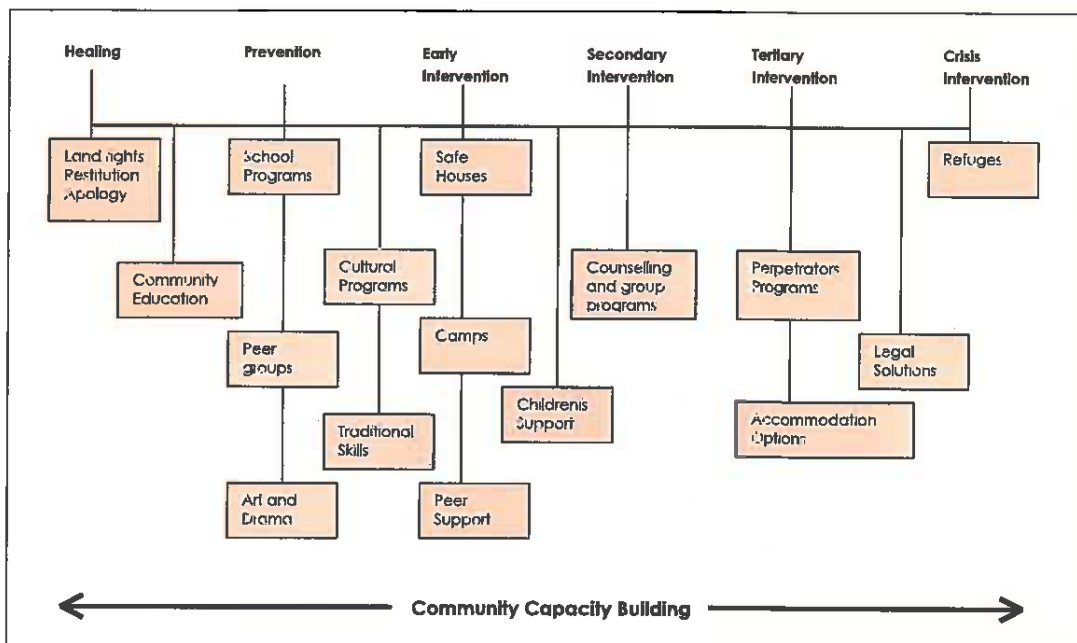 Healing
Prevention
Early
Intervention
Secondary
Intervention
Tertiary
Intervention
Crisis
Intervention
Land rights
Restitution
Apology
School
Programs
Safe
Houses
Refuges
Community
Education
Cultural
Programs
Counselling
and group
programs
Perpetrators
Programs
Peer
groups
Camps
Legal
Solutions
Traditional
Skills
Childrenis
Support
Accommodation
Options
Art and
Drama
Peer
Support
Community Capacity Building